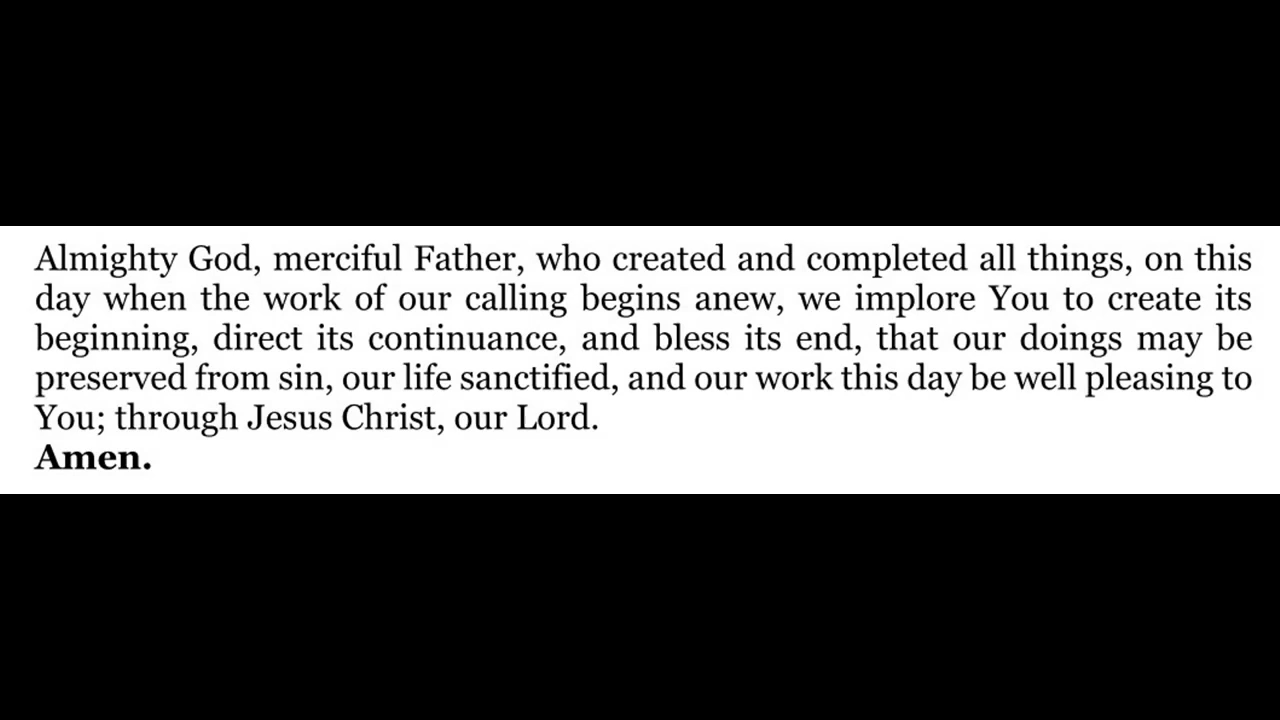 Almighty God, merciful Father, who created and completed all things, on this
day when the work of our calling begins anew, we implore You to create its
beginning, direct its continuance, and bless its end, that our doings may be
preserved from sin, our life sanctified, and our work this day be well pleasing to
You; through Jesus Christ, our Lord.
Amen.